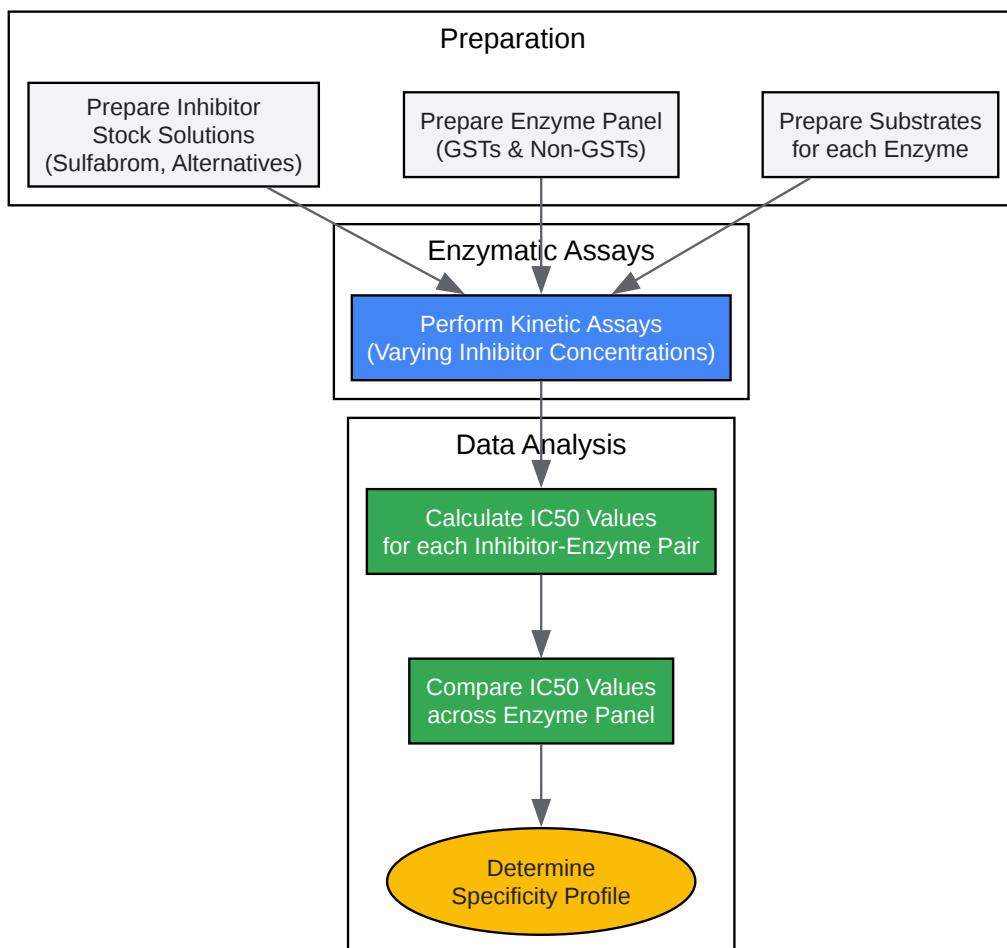 Preparation
Prepare Inhibitor
Stock Solutions
(Sulfabrom, Alternatives)
Prepare Enzyme Panel
(GSTs & Non-GSTs)
Prepare Substrates
for each Enzyme
Enzymatic Assays
Perform Kinetic Assays
(Varying Inhibitor Concentrations)
Data Analysis
Calculate IC50 Values
for each Inhibitor-Enzyme Pair
Compare IC50 Values
across Enzyme Panel
Determine
Specificity Profile